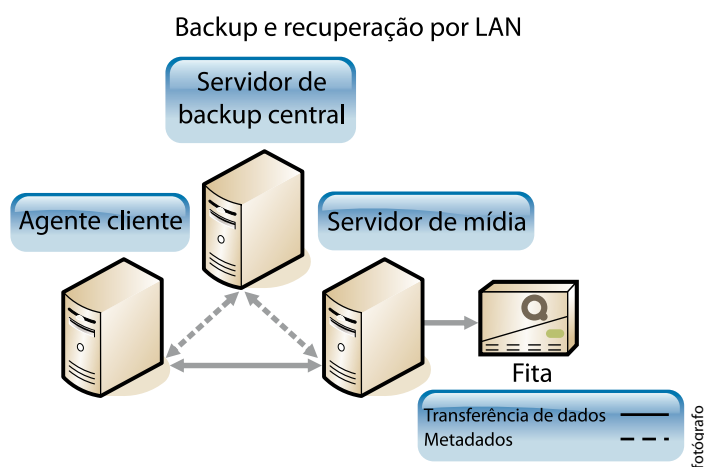 Backup e recuperação por LAN
Servidor de
backup central
Agente cliente
Servidor de mídia
Fita
Transferência de dados
Metadados
fotógrafo